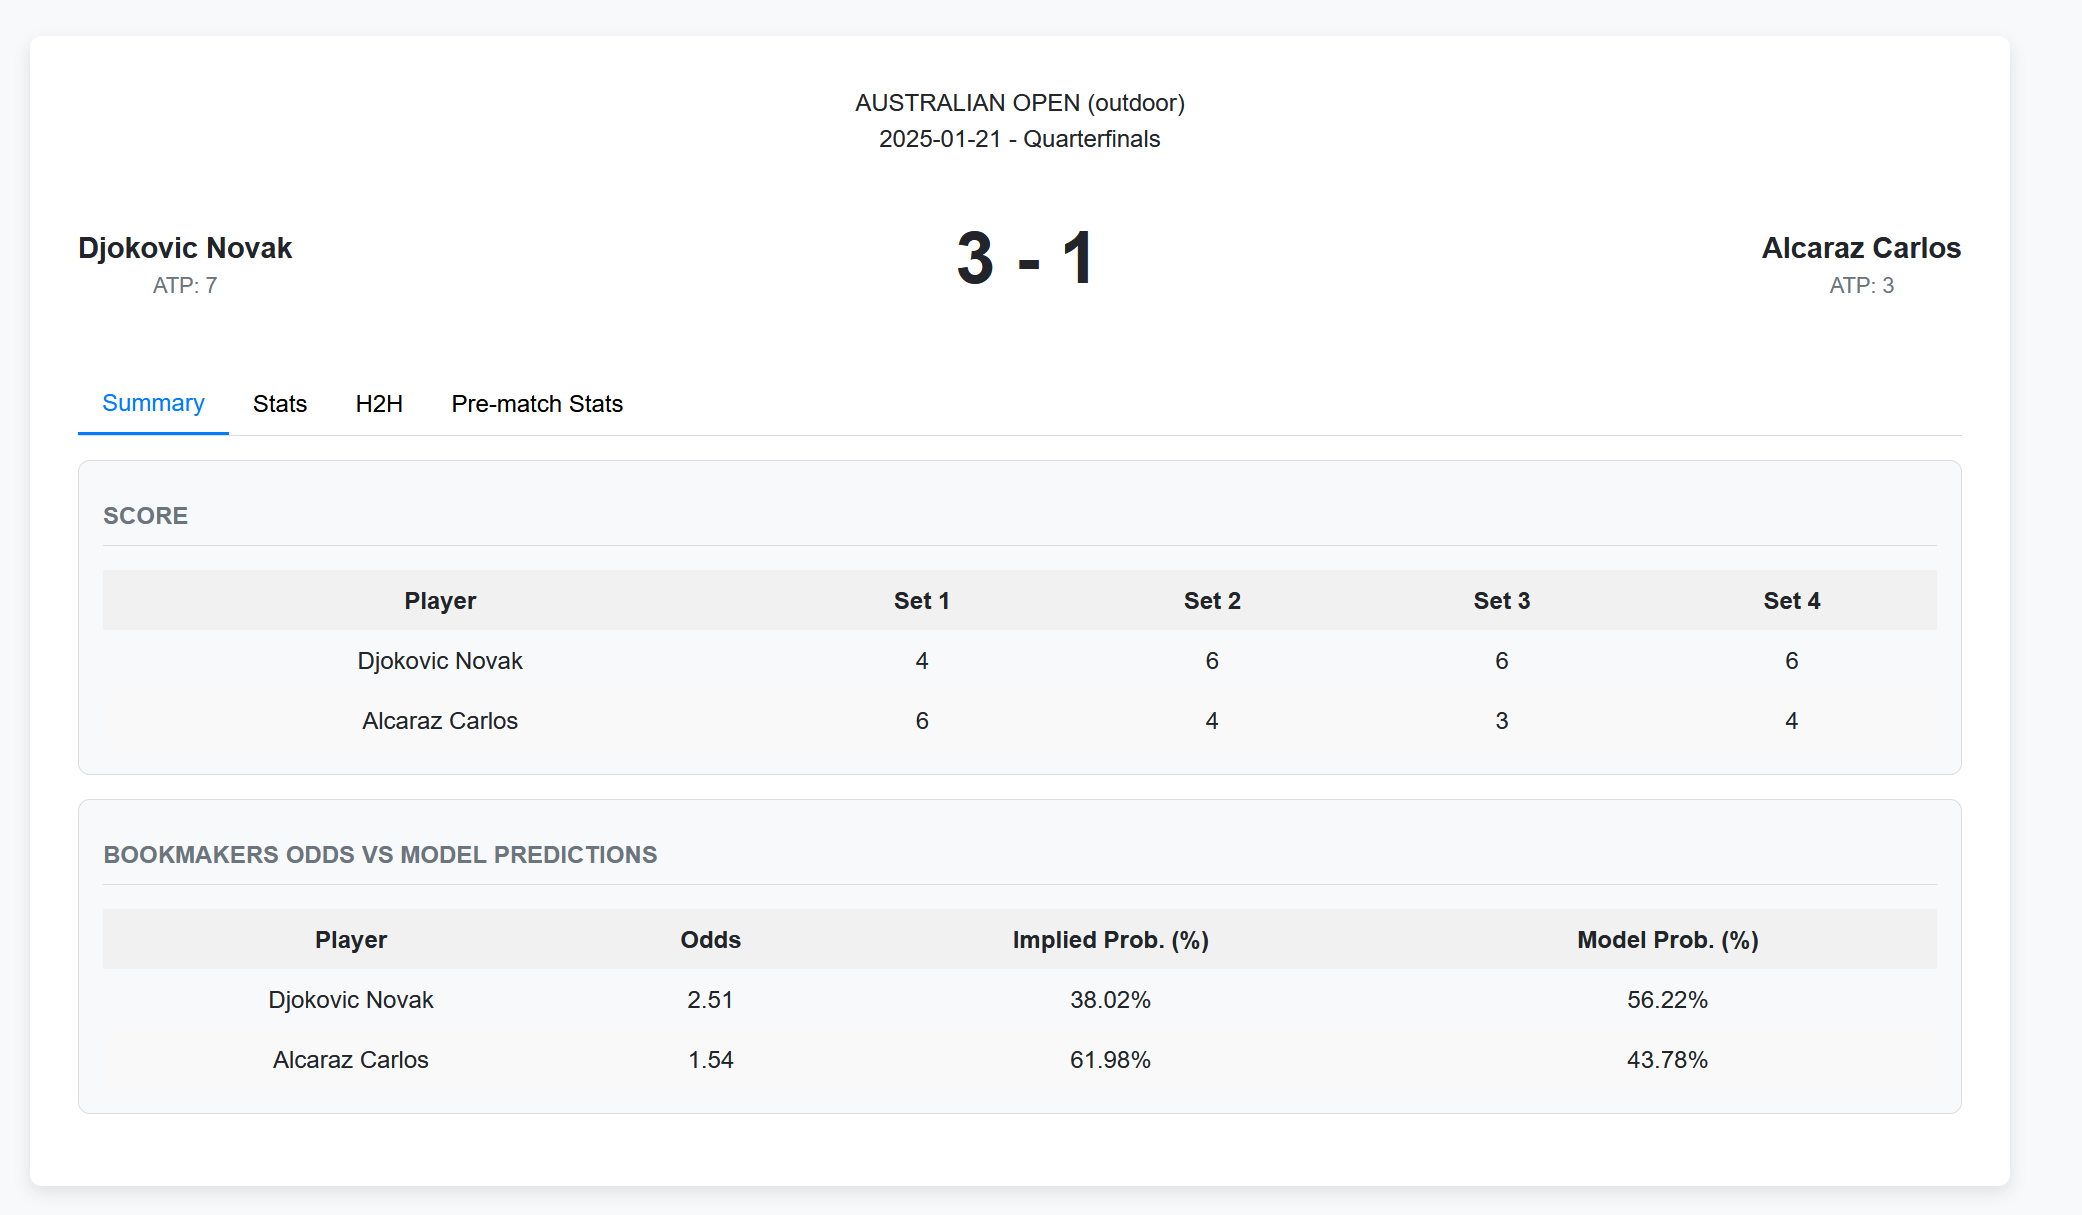 AUSTRALIAN OPEN (outdoor)
2025-01-21 - Quarterfinals
Djokovic Novak
ATP: 7
3 - 1
Alcaraz Carlos
ATP: 3
Summary Stats H2H Pre-match Stats
SCORE
Player Set 1 Set 2 Set 3 Set 4
Djokovic Novak 4 6 6 6
Alcaraz Carlos 6 4 3 4
BOOKMAKERS ODDS VS MODEL PREDICTIONS
Player Odds Implied Prob. (%) Model Prob. (%)
Djokovic Novak 2.51 38.02% 56.22%
Alcaraz Carlos 1.54 61.98% 43.78%